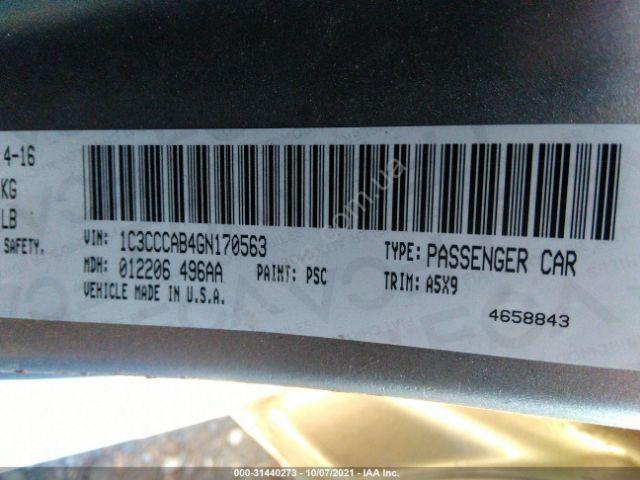 4-16
KG
LB
SAFETY.
VIN: 1C3CCCAB4GN170563
TYPE: PASSENGER CAR
MDH: 012206 496AA PAINT: PSC
TRIM: A5X9
VEHICLE MADE IN U.S.A.
4658843
000-31440273 - 10/07/2021 - IAA Inc.